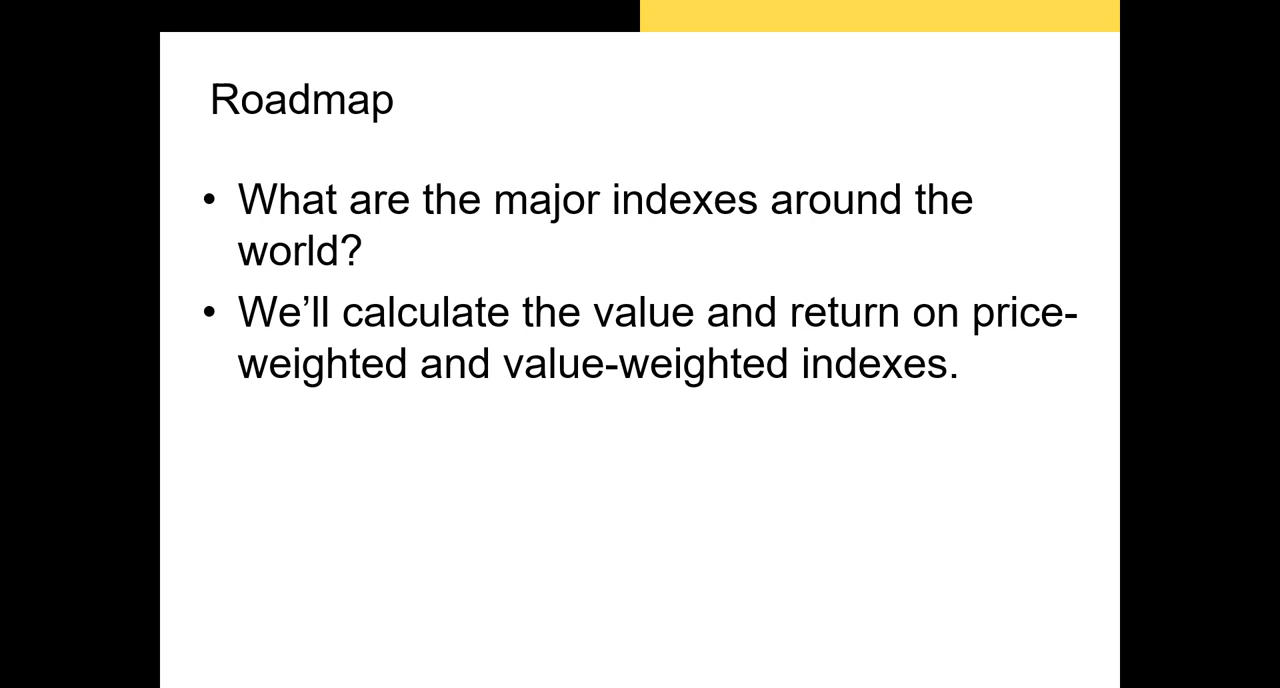 Roadmap
• What are the major indexes around the
world?
• We’ll calculate the value and return on price-
weighted and value-weighted indexes.